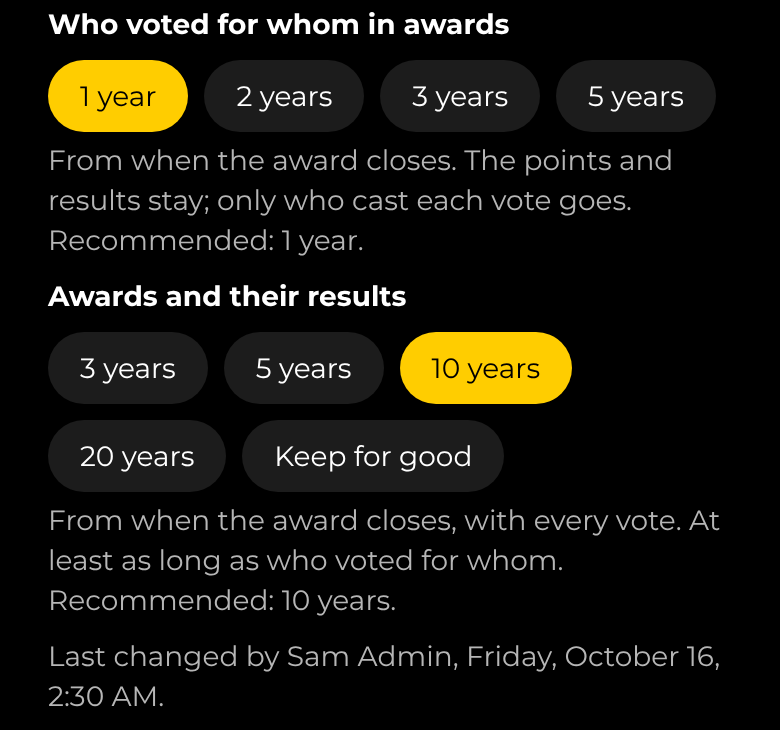 Who voted for whom in awards
1 year 2 years 3 years 5 years
From when the award closes. The points and
results stay; only who cast each vote goes.
Recommended: 1 year.
Awards and their results
3 years 5 years 10 years
20 years Keep for good
From when the award closes, with every vote. At
least as long as who voted for whom.
Recommended: 10 years.
Last changed by Sam Admin, Friday, October 16,
2:30 AM.